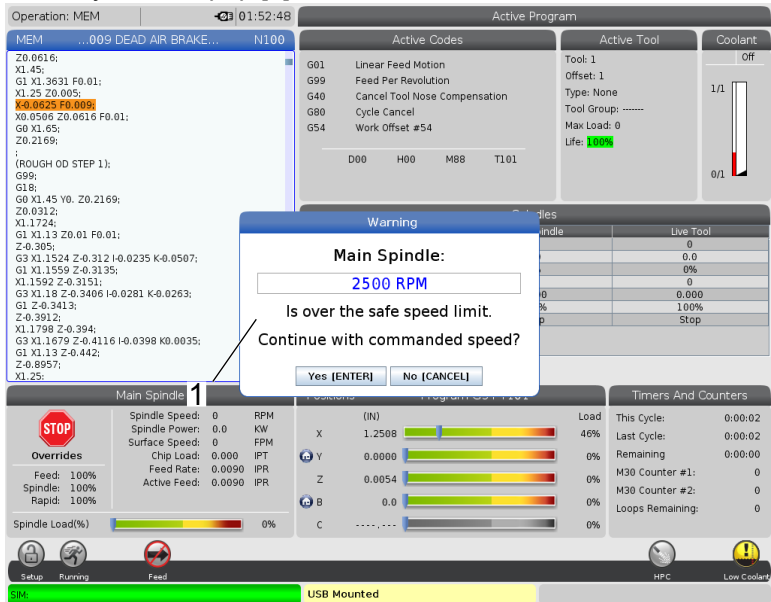 Operation: MEM
01:52:48
Active Program
MEM ...009 DEAD AIR BRAKE... N100
Z0.0616;
X1.45;
G1 X1.3631 F0.01;
X1.25 Z0.005;
X-0.0625 F0.009;
X0.0506 Z0.0616 F0.01;
G0 X1.65;
Z0.2169;
;
(ROUGH OD STEP 1);
G99;
G18;
G0 X1.45 Y0. Z0.2169;
Z0.0312;
X1.1724;
G1 X1.13 Z0.01 F0.01;
Z-0.305;
G3 X1.1524 Z-0.312 I-0.0235 K-0.0507;
G1 X1.1559 Z-0.3135;
X1.1592 Z-0.3151;
G3 X1.18 Z-0.3406 I-0.0281 K-0.0263;
G1 Z-0.3413;
Z-0.3912;
X1.1798 Z-0.394;
G3 X1.1679 Z-0.4116 I-0.0398 K0.0035;
G1 X1.13 Z-0.442;
Z-0.8957;
X1.25;
Active Codes
G01 Linear Feed Motion
G99 Feed Per Revolution
G40 Cancel Tool Nose Compensation
G80 Cycle Cancel
G54 Work Offset #54
D00 H00 M88 T101
Active Tool
Tool: 1
Offset: 1
Type: None
Tool Group: -------
Max Load: 0
Life: 100%
Coolant
Off
1/1
0/1
Live Tool
0
0.0
0%
0
0.000
100%
Stop
Warning
Main Spindle:
2500 RPM
Is over the safe speed limit.
Continue with commanded speed?
Yes [ENTER] No [CANCEL]
1
Main Spindle
STOP
Overrides
Feed: 100%
Spindle: 100%
Rapid: 100%
Spindle Speed: 0 RPM
Spindle Power: 0.0 KW
Surface Speed: 0 FPM
Chip Load: 0.000 IPT
Feed Rate: 0.0090 IPR
Active Feed: 0.0090 IPR
Spindle Load(%) 0%
Positions Program G54 T101
(IN) Load
X 1.2508 46%
Y 0.0000 0%
Z 0.0054 0%
B 0.0 0%
C ----.--- 0%
Timers And Counters
This Cycle: 0:00:02
Last Cycle: 0:00:02
Remaining 0:00:00
M30 Counter #1: 0
M30 Counter #2: 0
Loops Remaining: 0
Setup Running Feed HPC Low Coolant
SIM:
USB Mounted